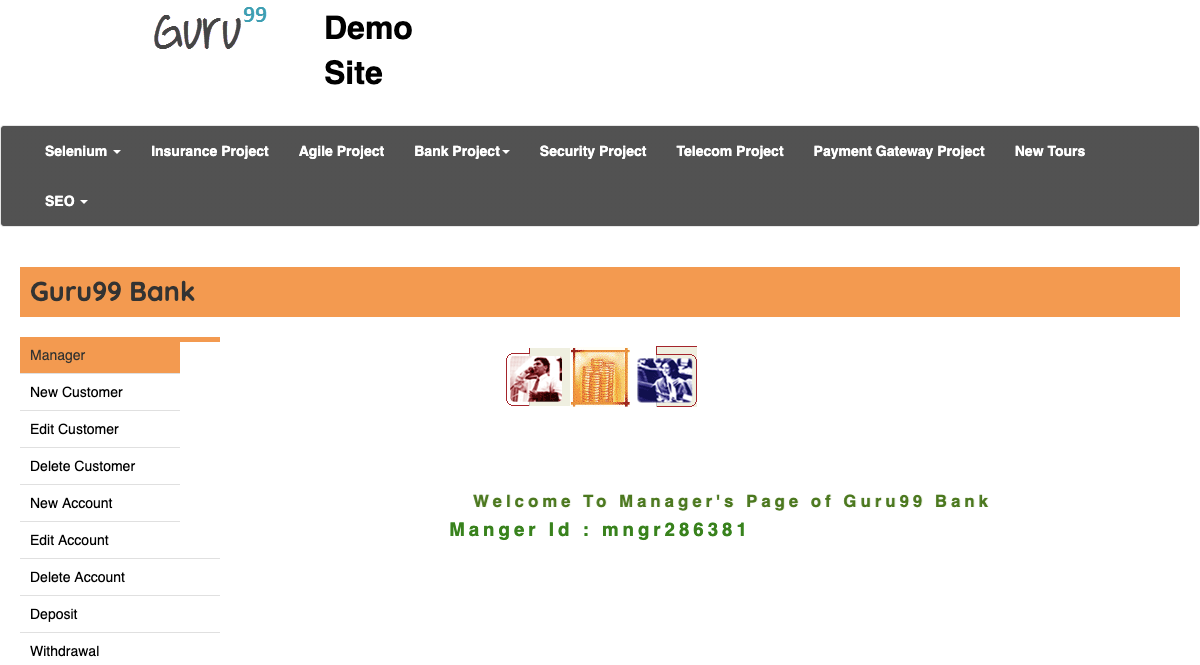 Guru99
Demo
Site
Selenium Insurance Project Agile Project Bank Project Security Project Telecom Project Payment Gateway Project New Tours
SEO
Guru99 Bank
Manager
New Customer
Edit Customer
Delete Customer
New Account
Edit Account
Delete Account
Deposit
Withdrawal
Welcome To Manager's Page of Guru99 Bank
Manger Id : mngr286381